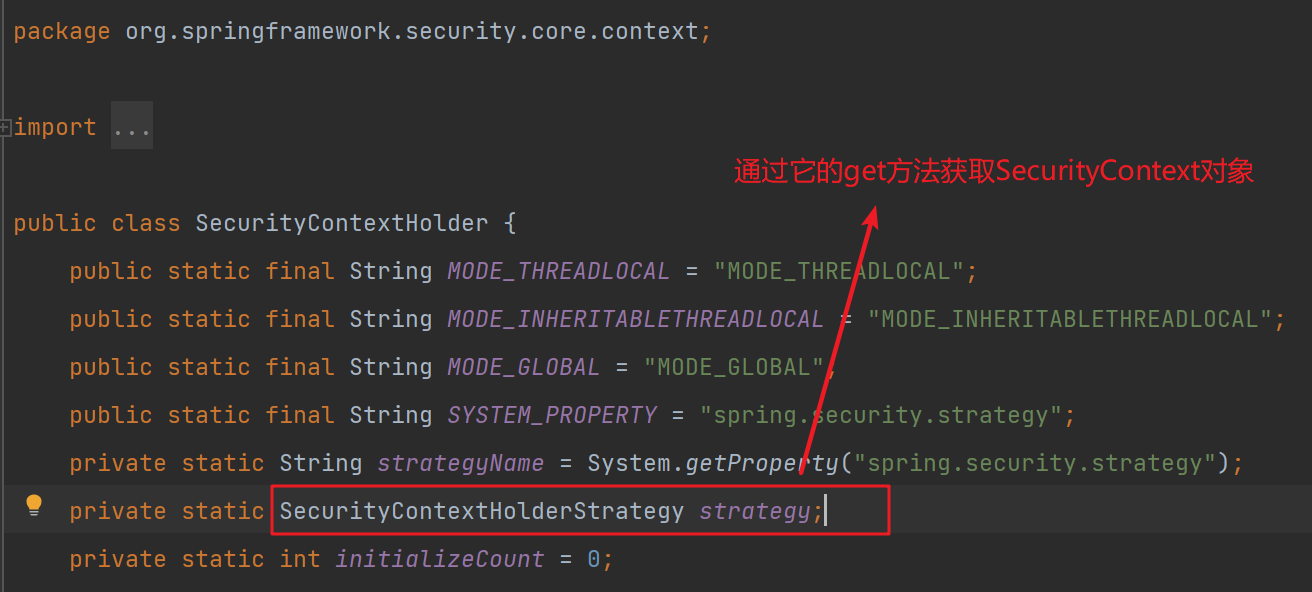 package org.springframework.security.core.context;
import ...
通过它的get方法获取SecurityContext对象
public class SecurityContextHolder {
public static final String MODE_THREADLOCAL = "MODE_THREADLOCAL";
public static final String MODE_INHERITABLETHREADLOCAL = "MODE_INHERITABLETHREADLOCAL";
public static final String MODE_GLOBAL = "MODE_GLOBAL";
public static final String SYSTEM_PROPERTY = "spring.security.strategy";
private static String strategyName = System.getProperty("spring.security.strategy");
private static SecurityContextHolderStrategy strategy;
private static int initializeCount = 0;